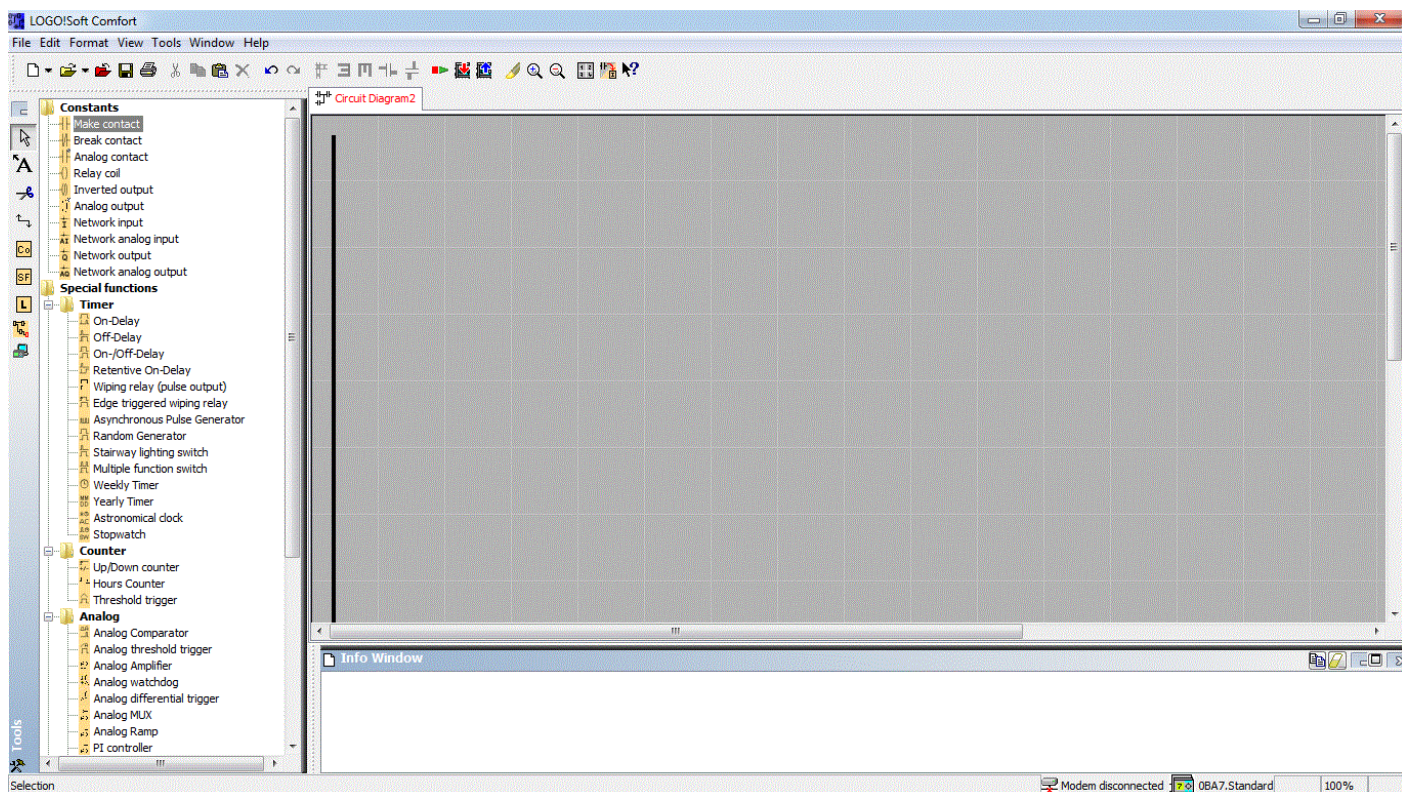 LOGO!Soft Comfort
File Edit Format View Tools Window Help
Circuit Diagram2
Constants
Make contact
Break contact
Analog contact
Relay coil
Inverted output
Analog output
Network input
Network analog input
Network output
Network analog output
Special functions
Timer
On-Delay
Off-Delay
On-/Off-Delay
Retentive On-Delay
Wiping relay (pulse output)
Edge triggered wiping relay
Asynchronous Pulse Generator
Random Generator
Stairway lighting switch
Multiple function switch
Weekly Timer
Yearly Timer
Astronomical clock
Stopwatch
Counter
Up/Down counter
Hours Counter
Threshold trigger
Analog
Analog Comparator
Analog threshold trigger
Analog Amplifier
Analog watchdog
Analog differential trigger
Analog MUX
Analog Ramp
PI controller
A
Co
SF
L
Tools
Info Window
Selection
Modem disconnected
0BA7.Standard
100%